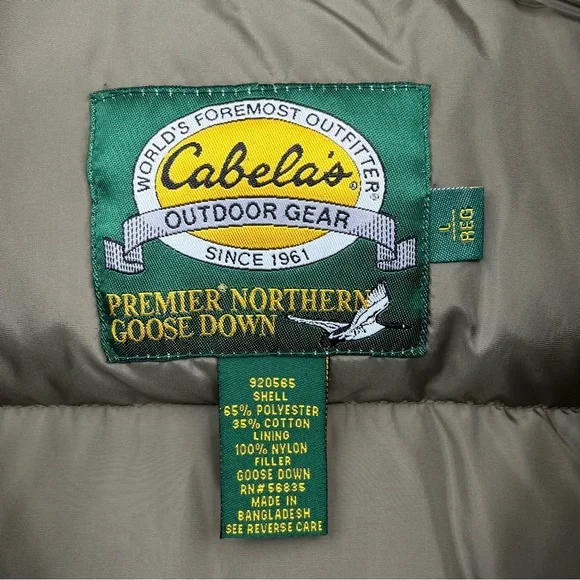 WORLD'S FOREMOST OUTFITTER®
Cabela's®
OUTDOOR GEAR
SINCE 1961
PREMIER® NORTHERN
GOOSE DOWN
L
REG
920565
SHELL
65% POLYESTER
35% COTTON
LINING
100% NYLON
FILLER
GOOSE DOWN
RN#56835
MADE IN
BANGLADESH
SEE REVERSE CARE